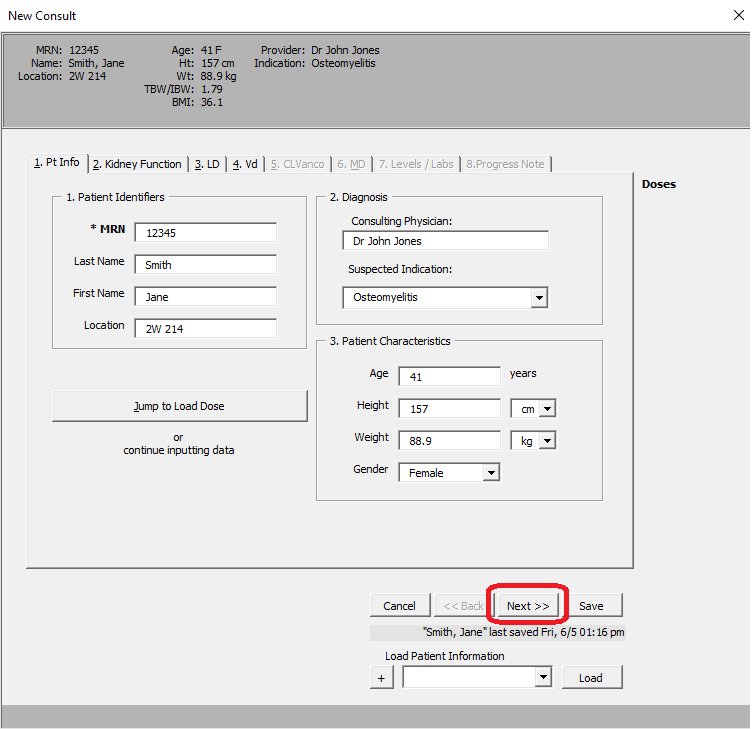 New Consult
MRN: 12345 Age: 41 F Provider: Dr John Jones
Name: Smith, Jane Ht: 157 cm Indication: Osteomyelitis
Location: 2W 214 Wt: 88.9 kg
TBW/IBW: 1.79
BMI: 36.1
1. Pt Info 2. Kidney Function 3. LD 4. Vd 5. CLVanco 6. MD 7. Levels / Labs 8.Progress Note
Doses
1. Patient Identifiers
* MRN 12345
Last Name Smith
First Name Jane
Location 2W 214
Jump to Load Dose
or
continue inputting data
2. Diagnosis
Consulting Physician:
Dr John Jones
Suspected Indication:
Osteomyelitis
3. Patient Characteristics
Age 41 years
Height 157 cm
Weight 88.9 kg
Gender Female
Cancel << Back Next >> Save
"Smith, Jane" last saved Fri, 6/5 01:16 pm
Load Patient Information
+ Load